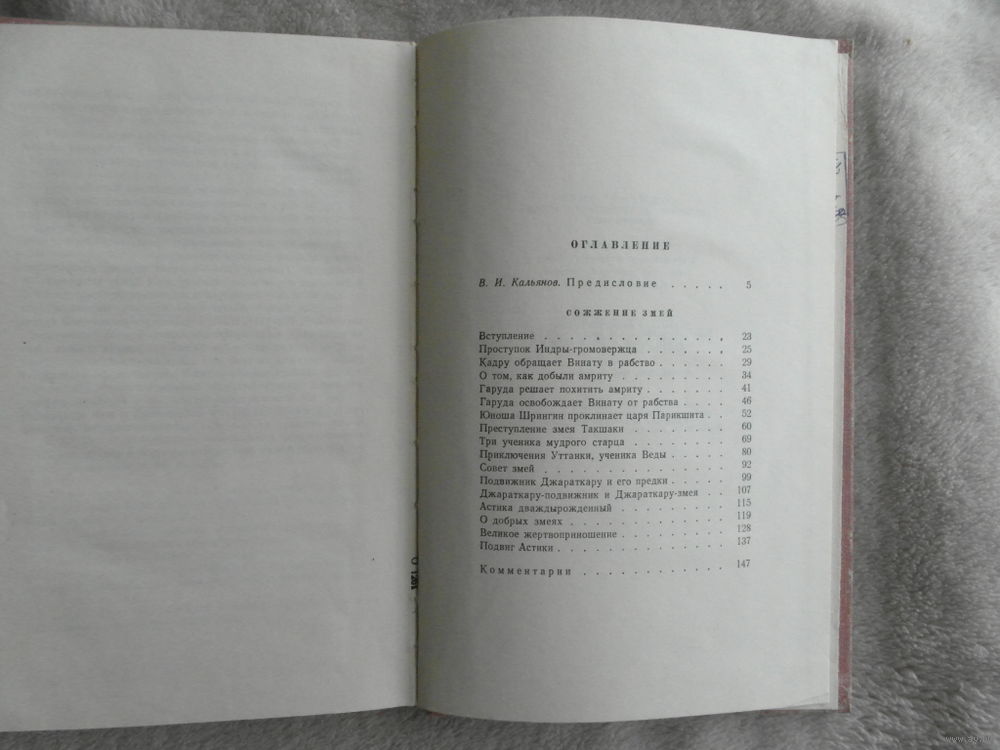 ОГЛАВЛЕНИЕ
В. И. Кальянов. Предисловие . . . . . 5
СОЖЖЕНИЕ ЗМЕЙ
Вступление . . . . . . . . . . . . . . 23
Проступок Индры-громовержца . . . . . . . 25
Кадру обращает Винату в рабство . . . . . . 29
О том, как добыли амриту . . . . . . . . 34
Гаруда решает похитить амриту . . . . . . . 41
Гаруда освобождает Винату от рабства . . . . 46
Юноша Шрингин проклинает царя Парикшита . . 52
Преступление змея Такшаки . . . . . . . 60
Три ученика мудрого старца . . . . . . . 69
Приключения Уттанки, ученика Веды . . . . . 80
Совет змей . . . . . . . . . . . . . 92
Подвижник Джараткару и его предки . . . . . 99
Джараткару-подвижник и Джараткару-змея . . 107
Астика дваждырожденный . . . . . . . . 115
О добрых змеях . . . . . . . . . . . 119
Великое жертвоприношение . . . . . . . . 128
Подвиг Астики . . . . . . . . . . . . 137
Комментарии . . . . . . . . . . . 147